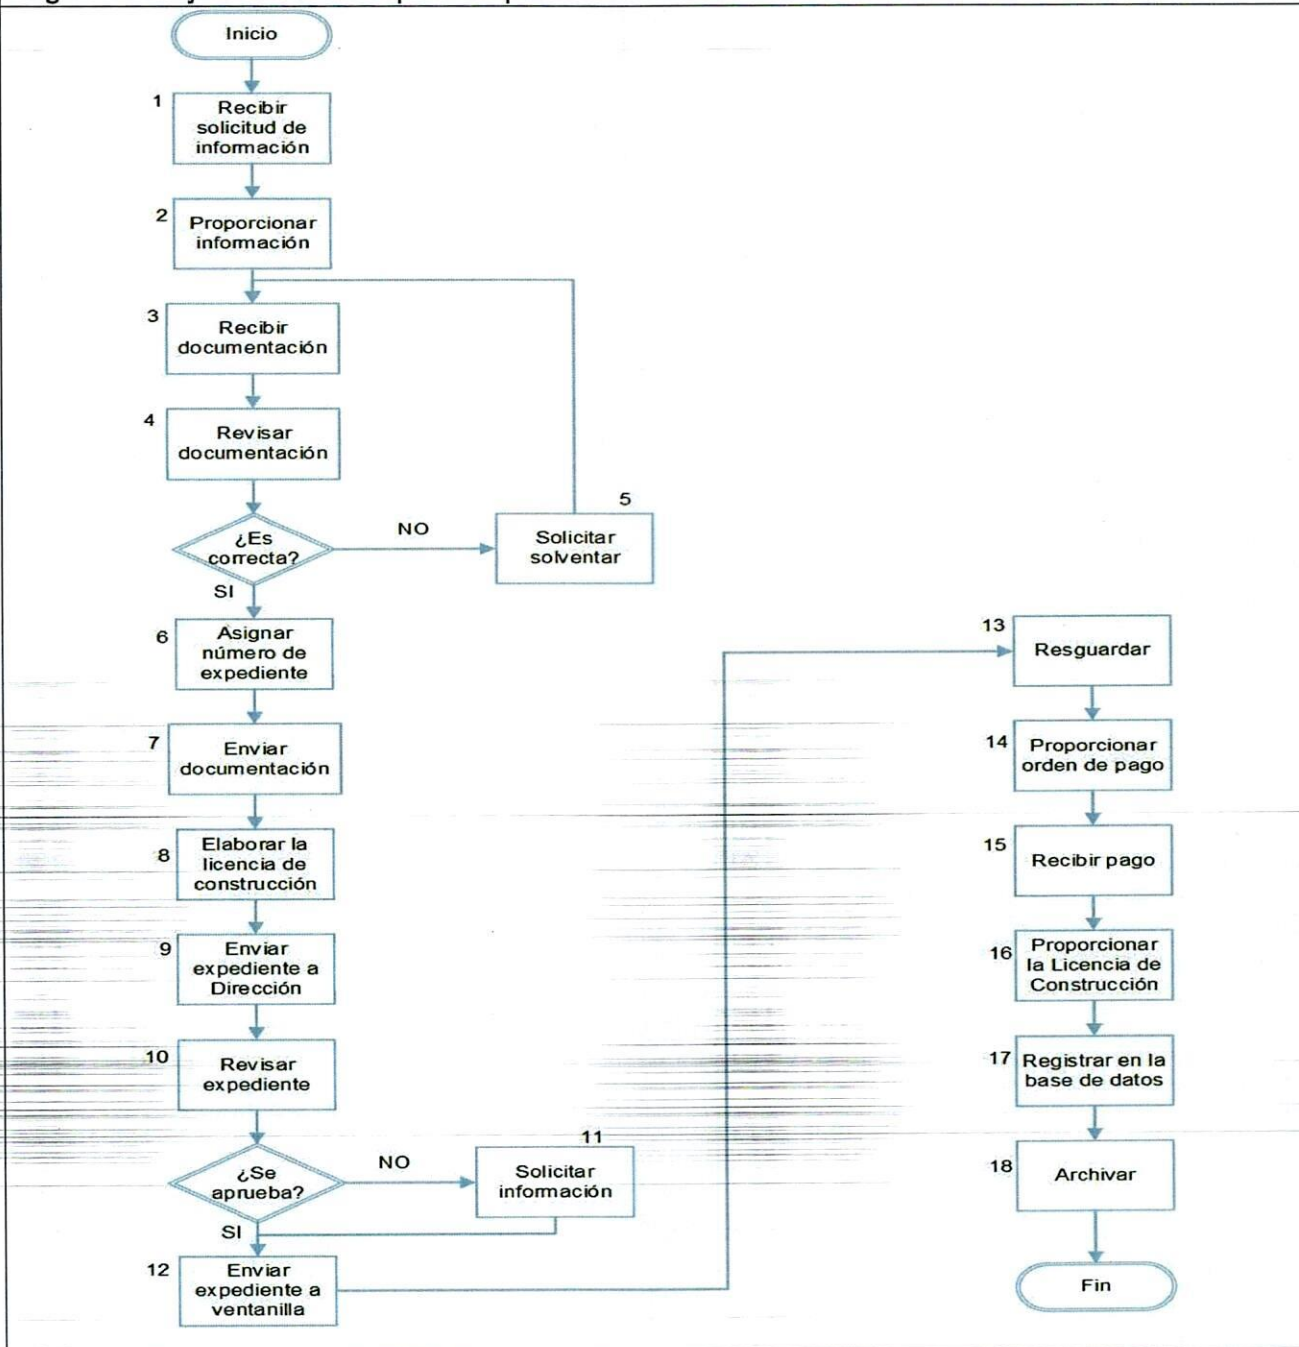 Inicio
1
Recibir
solicitud de
información
2
Proporcionar
información
3
Recibir
documentación
4
Revisar
documentación
¿Es
correcta?
NO
5
Solicitar
solventar
SI
6
Asignar
número de
expediente
7
Enviar
documentación
8
Elaborar la
licencia de
construcción
9
Enviar
expediente a
Dirección
10
Revisar
expediente
¿Se
aprueba?
NO
11
Solicitar
información
SI
12
Enviar
expediente a
ventanilla
13
Resguardar
14
Proporcionar
orden de pago
15
Recibir pago
16
Proporcionar
la Licencia de
Construcción
17
Registrar en la
base de datos
18
Archivar
Fin